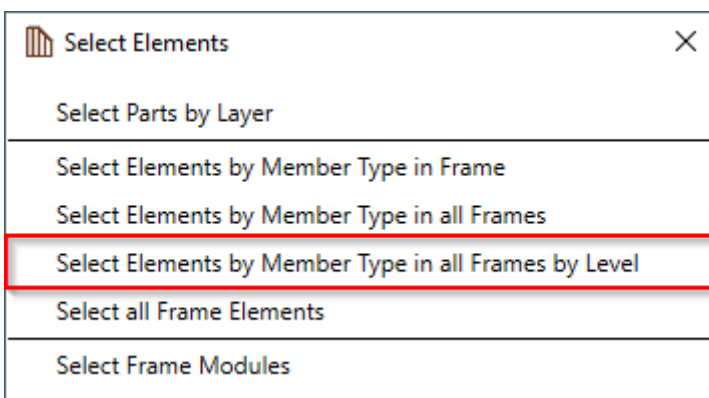 Select Elements
Select Parts by Layer
Select Elements by Member Type in Frame
Select Elements by Member Type in all Frames
Select Elements by Member Type in all Frames by Level
Select all Frame Elements
Select Frame Modules